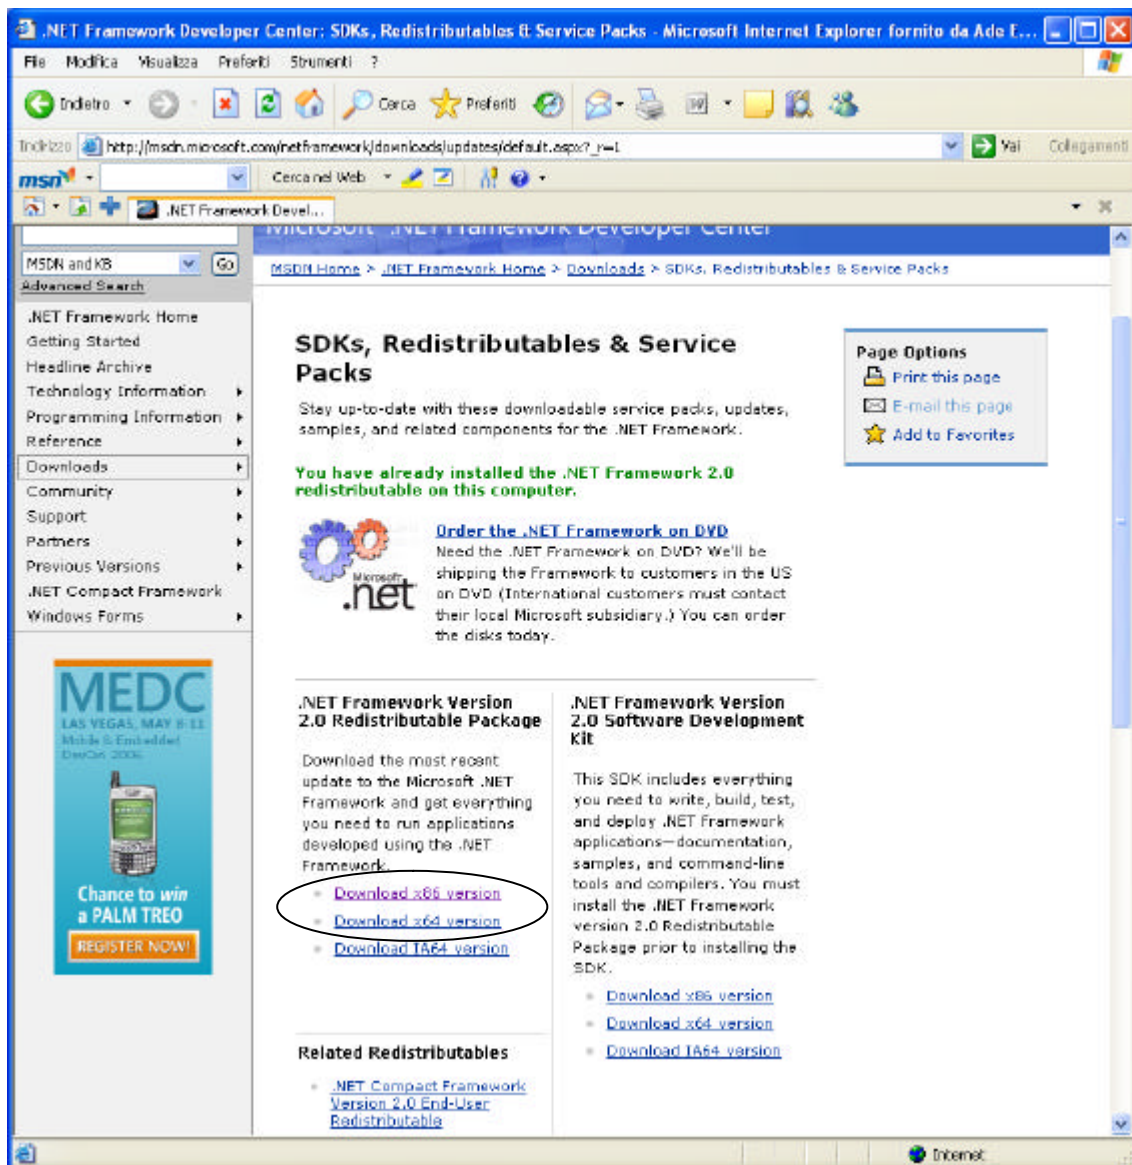 .NET Framework Developer Center: SDKs, Redistributables & Service Packs - Microsoft Internet Explorer fornito da Ade E...
File Modifica Visualizza Preferiti Strumenti ?
Indietro Cerca Preferiti
Indirizzo http://msdn.microsoft.com/netframework/downloads/updates/default.aspx?_r=1 Vai Collegamenti
msn Cerca nel Web
.NET Framework Devel...
Microsoft .NET Framework Developer Center
MSDN and KB Go
Advanced Search
MSDN Home > .NET Framework Home > Downloads > SDKs, Redistributables & Service Packs
.NET Framework Home
Getting Started
Headline Archive
Technology Information
Programming Information
Reference
Downloads
Community
Support
Partners
Previous Versions
.NET Compact Framework
Windows Forms
MEDC
LAS VEGAS, MAY 8-11
Mobile & Embedded
DevCon 2006
Chance to win
a PALM TREO
REGISTER NOW!
SDKs, Redistributables & Service
Packs
Stay up-to-date with these downloadable service packs, updates,
samples, and related components for the .NET Framework.
You have already installed the .NET Framework 2.0
redistributable on this computer.
Microsoft
.net
Order the .NET Framework on DVD
Need the .NET Framework on DVD? We'll be
shipping the Framework to customers in the US
on DVD (International customers must contact
their local Microsoft subsidiary.) You can order
the disks today.
.NET Framework Version
2.0 Redistributable Package
Download the most recent
update to the Microsoft .NET
Framework and get everything
you need to run applications
developed using the .NET
Framework.
Download x86 version
Download x64 version
Download IA64 version
Related Redistributables
.NET Compact Framework
Version 2.0 End-User
Redistributable
.NET Framework Version
2.0 Software Development
Kit
This SDK includes everything
you need to write, build, test,
and deploy .NET Framework
applications—documentation,
samples, and command-line
tools and compilers. You must
install the .NET Framework
version 2.0 Redistributable
Package prior to installing the
SDK.
Download x86 version
Download x64 version
Download IA64 version
Page Options
Print this page
E-mail this page
Add to Favorites
Internet